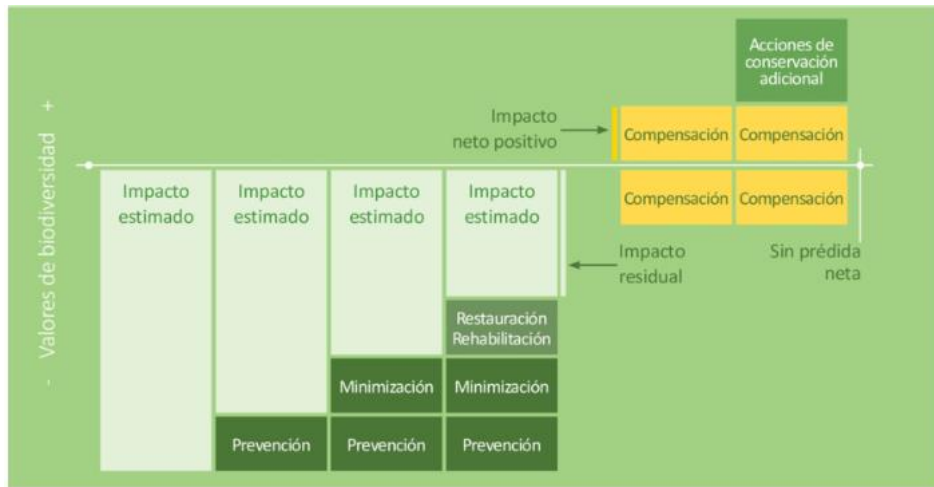 Acciones de
conservación
adicional
Impacto
neto positivo
Compensación
Compensación
- Valores de biodiversidad +
Impacto
estimado
Impacto
estimado
Impacto
estimado
Impacto
estimado
Compensación
Compensación
Impacto
residual
Sin prédida
neta
Restauración
Rehabilitación
Minimización
Minimización
Prevención
Prevención
Prevención